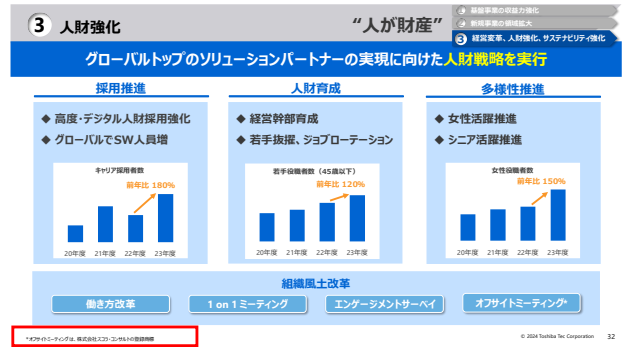 ① 基盤事業の収益力強化
② 新規事業の領域拡大
③ 経営変革、人財強化、サステナビリティ強化
3 人財強化
“人が財産”
グローバルトップのソリューションパートナーの実現に向けた人財戦略を実行
採用推進
◆ 高度・デジタル人財採用強化
◆ グローバルでSW人員増
キャリア採用者数
前年比 180%
20年度 21年度 22年度 23年度
人財育成
◆ 経営幹部育成
◆ 若手抜擢、ジョブローテーション
若手役職者数（45歳以下）
前年比 120%
20年度 21年度 22年度 23年度
多様性推進
◆ 女性活躍推進
◆ シニア活躍推進
女性役職者数
前年比 150%
20年度 21年度 22年度 23年度
組織風土改革
働き方改革
1 on 1 ミーティング
エンゲージメントサーベイ
オフサイトミーティング*
*オフサイトミーティングは、株式会社スコラ・コンサルトの登録商標
© 2024 Toshiba Tec Corporation 32